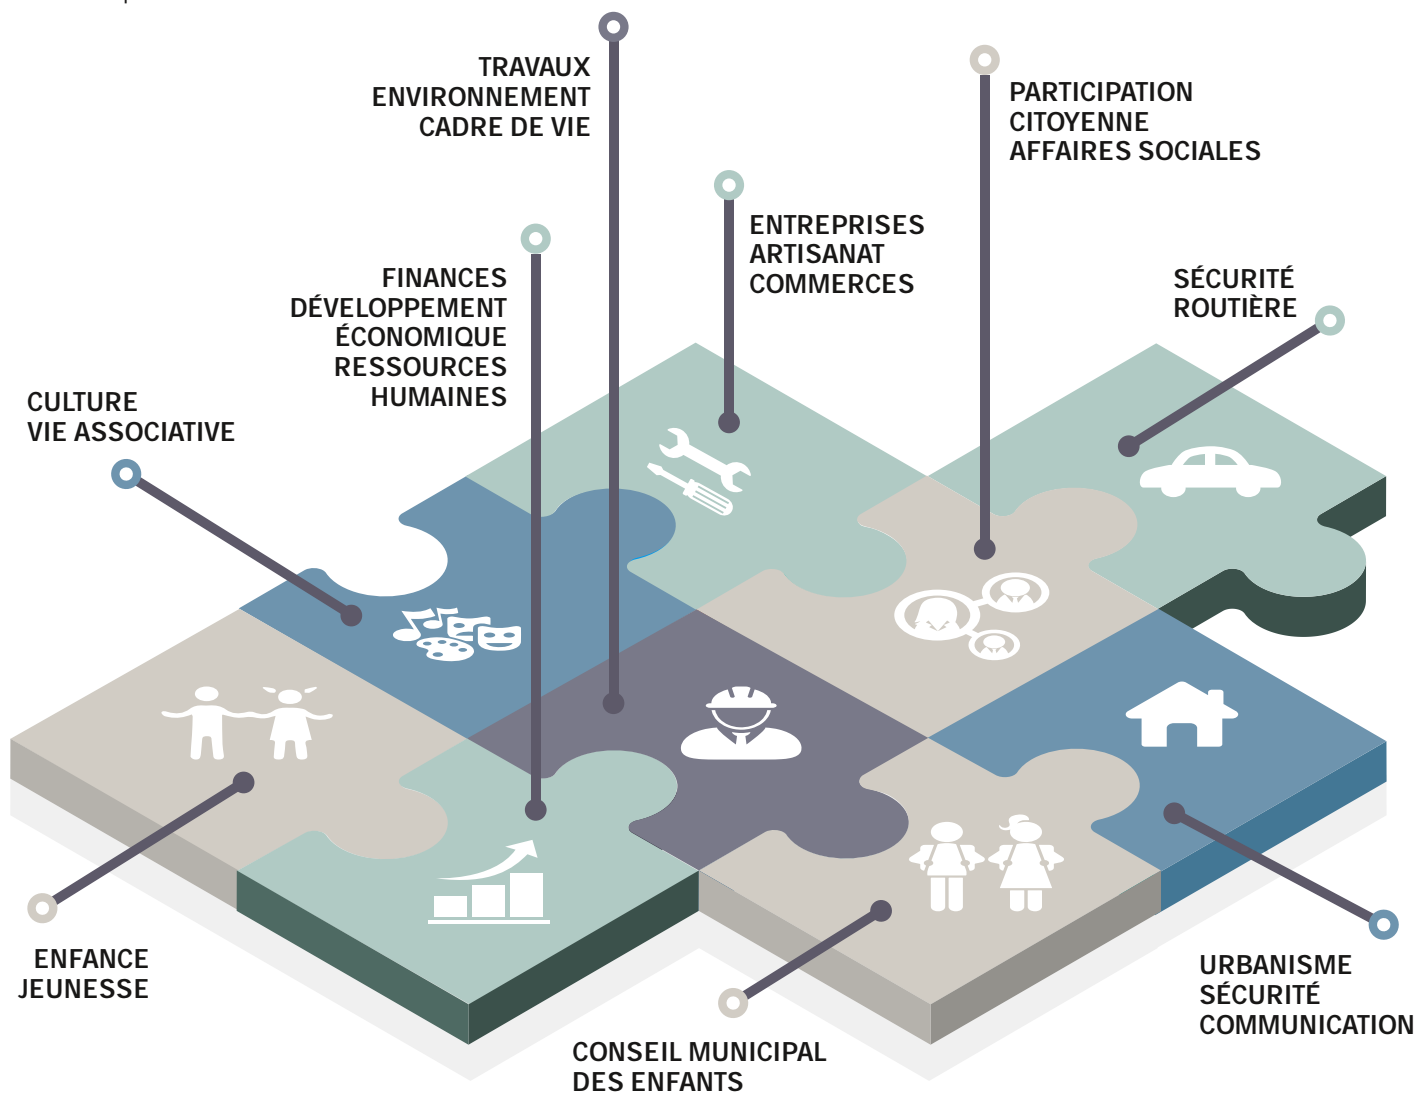 TRAVAUX
ENVIRONNEMENT
CADRE DE VIE
PARTICIPATION
CITOYENNE
AFFAIRES SOCIALES
ENTREPRISES
ARTISANAT
COMMERCES
FINANCES
DÉVELOPPEMENT
ÉCONOMIQUE
RESSOURCES
HUMAINES
SÉCURITÉ
ROUTIÈRE
CULTURE
VIE ASSOCIATIVE
ENFANCE
JEUNESSE
CONSEIL MUNICIPAL
DES ENFANTS
URBANISME
SÉCURITÉ
COMMUNICATION